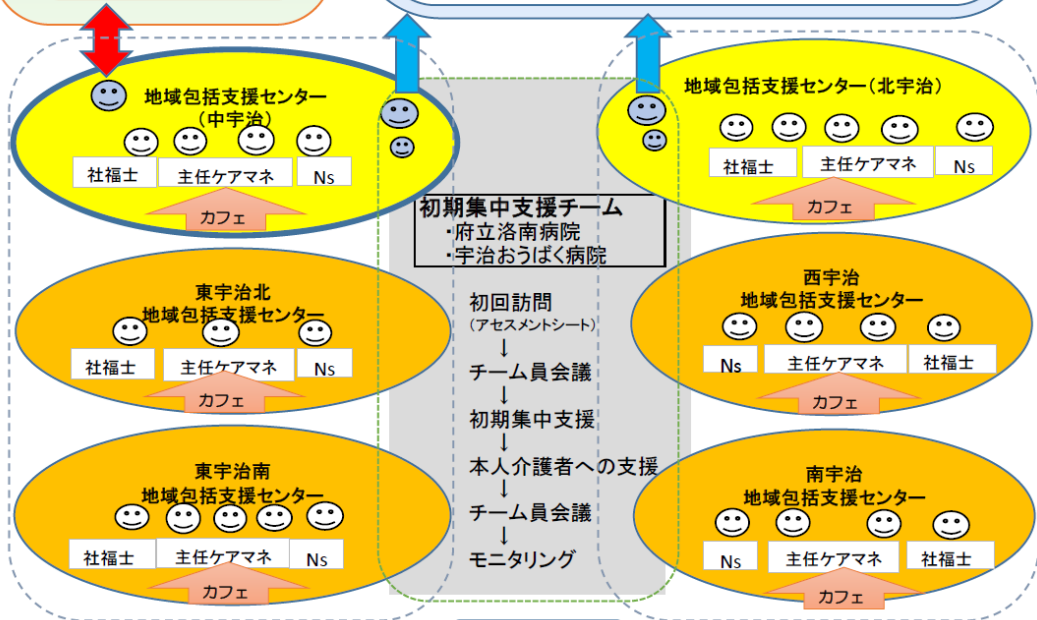 地域包括支援センター
（中宇治）
社福士
主任ケアマネ
Ns
カフェ
地域包括支援センター（北宇治）
社福士
主任ケアマネ
Ns
カフェ
初期集中支援チーム
・府立洛南病院
・宇治おうばく病院
初回訪問
（アセスメントシート）
↓
チーム員会議
↓
初期集中支援
↓
本人介護者への支援
↓
チーム員会議
↓
モニタリング
東宇治北
地域包括支援センター
社福士
主任ケアマネ
Ns
カフェ
西宇治
地域包括支援センター
Ns
主任ケアマネ
社福士
カフェ
東宇治南
地域包括支援センター
社福士
主任ケアマネ
Ns
カフェ
南宇治
地域包括支援センター
Ns
主任ケアマネ
社福士
カフェ